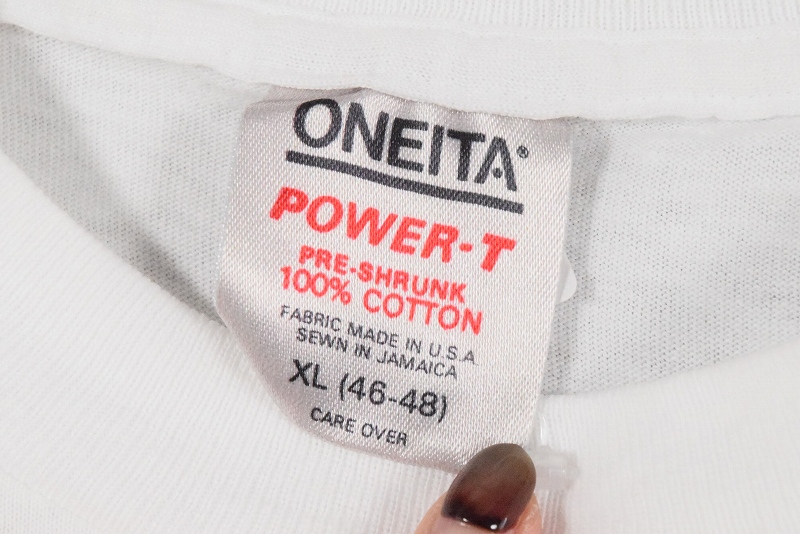 ONEITA®
POWER-T
PRE-SHRUNK
100% COTTON
FABRIC MADE IN U.S.A.
SEWN IN JAMAICA
XL (46-48)
CARE OVER